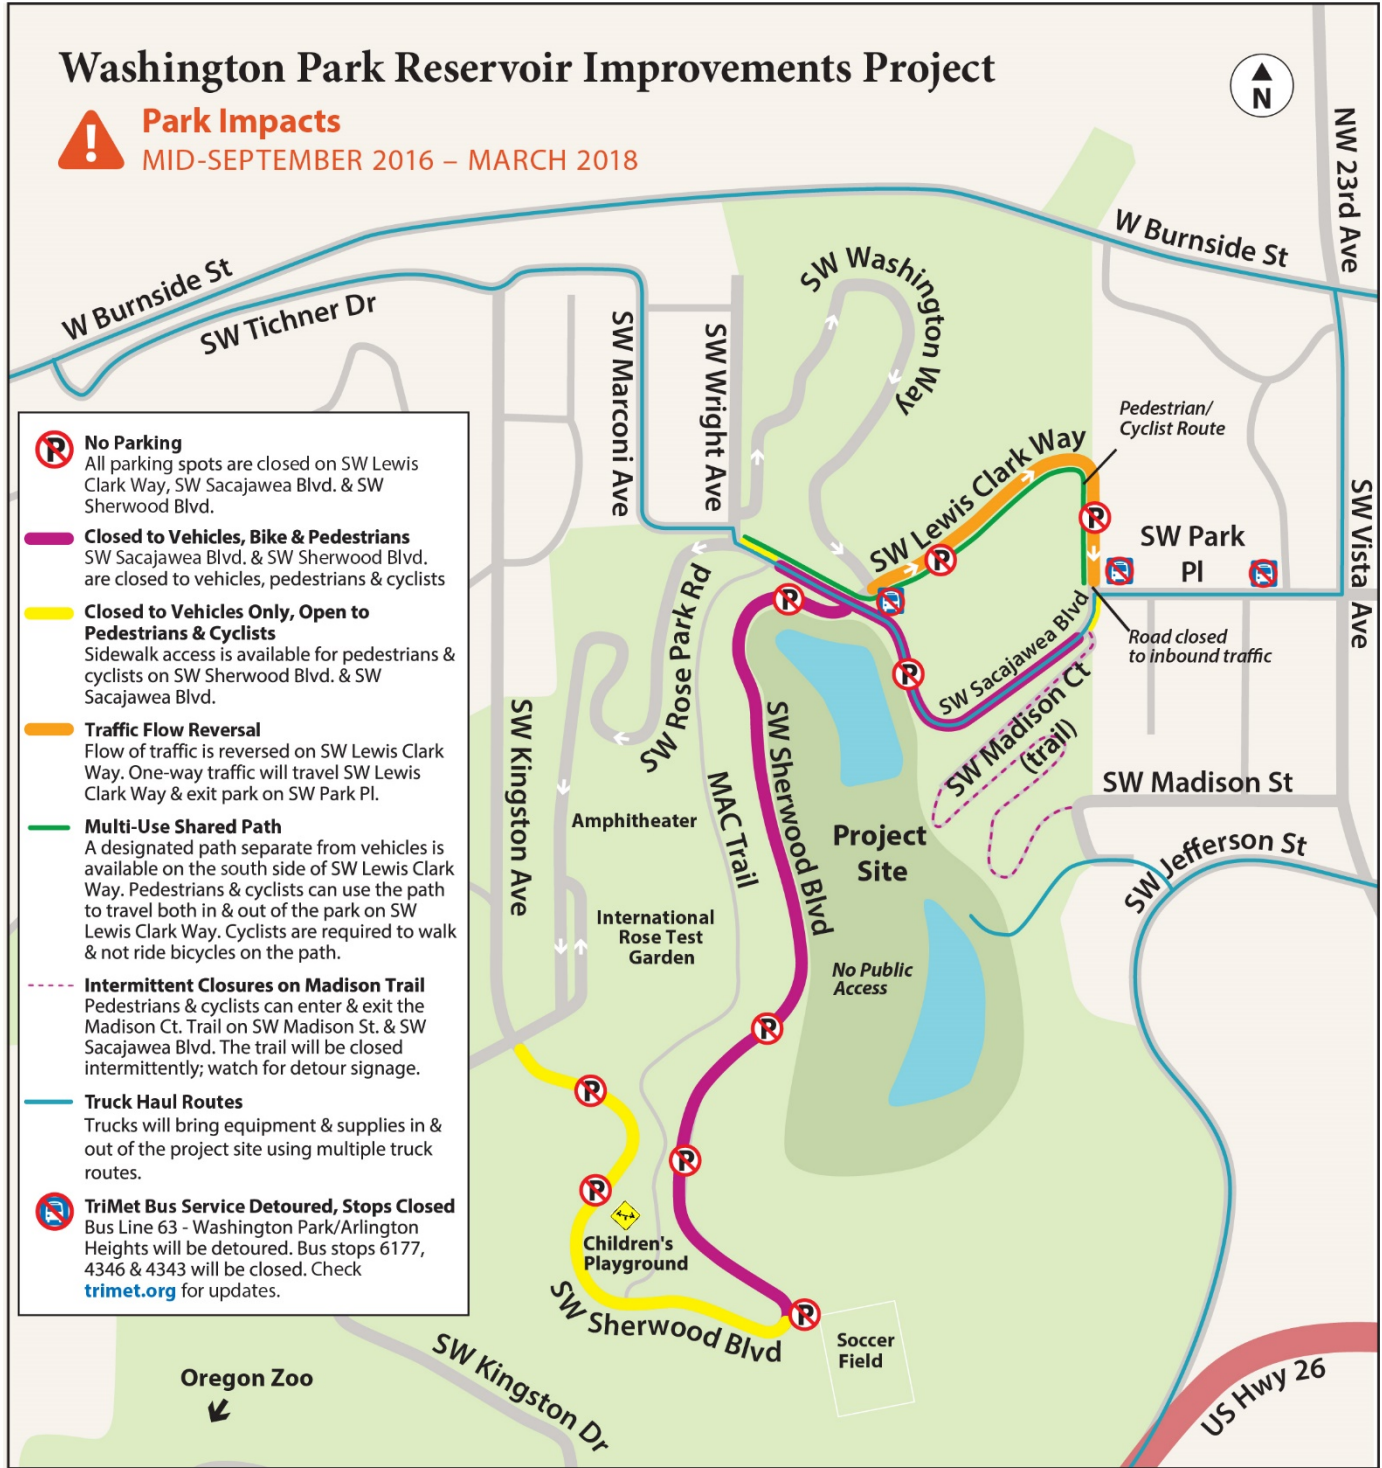 Washington Park Reservoir Improvements Project
!
Park Impacts
MID-SEPTEMBER 2016 – MARCH 2018
N
NW 23rd Ave
W Burnside St
W Burnside St
SW Tichner Dr
SW Washington Way
SW Marconi Ave
SW Wright Ave
Pedestrian/
Cyclist Route
SW Lewis Clark Way
SW Park
Pl
SW Vista Ave
Road closed
to inbound traffic
SW Sacajawea Blvd
SW Madison Ct
(trail)
SW Rose Park Rd
SW Kingston Ave
MAC Trail
SW Sherwood Blvd
SW Madison St
SW Jefferson St
Amphitheater
Project
Site
International
Rose Test
Garden
No Public
Access
Children's
Playground
SW Sherwood Blvd
Soccer
Field
SW Kingston Dr
Oregon Zoo
US Hwy 26
P
No Parking
All parking spots are closed on SW Lewis
Clark Way, SW Sacajawea Blvd. & SW
Sherwood Blvd.
Closed to Vehicles, Bike & Pedestrians
SW Sacajawea Blvd. & SW Sherwood Blvd.
are closed to vehicles, pedestrians & cyclists
Closed to Vehicles Only, Open to
Pedestrians & Cyclists
Sidewalk access is available for pedestrians &
cyclists on SW Sherwood Blvd. & SW
Sacajawea Blvd.
Traffic Flow Reversal
Flow of traffic is reversed on SW Lewis Clark
Way. One-way traffic will travel SW Lewis
Clark Way & exit park on SW Park Pl.
Multi-Use Shared Path
A designated path separate from vehicles is
available on the south side of SW Lewis Clark
Way. Pedestrians & cyclists can use the path
to travel both in & out of the park on SW
Lewis Clark Way. Cyclists are required to walk
& not ride bicycles on the path.
Intermittent Closures on Madison Trail
Pedestrians & cyclists can enter & exit the
Madison Ct. Trail on SW Madison St. & SW
Sacajawea Blvd. The trail will be closed
intermittently; watch for detour signage.
Truck Haul Routes
Trucks will bring equipment & supplies in &
out of the project site using multiple truck
routes.
TriMet Bus Service Detoured, Stops Closed
Bus Line 63 - Washington Park/Arlington
Heights will be detoured. Bus stops 6177,
4346 & 4343 will be closed. Check
trimet.org for updates.
P
P
P
P
P
P
P
P
P